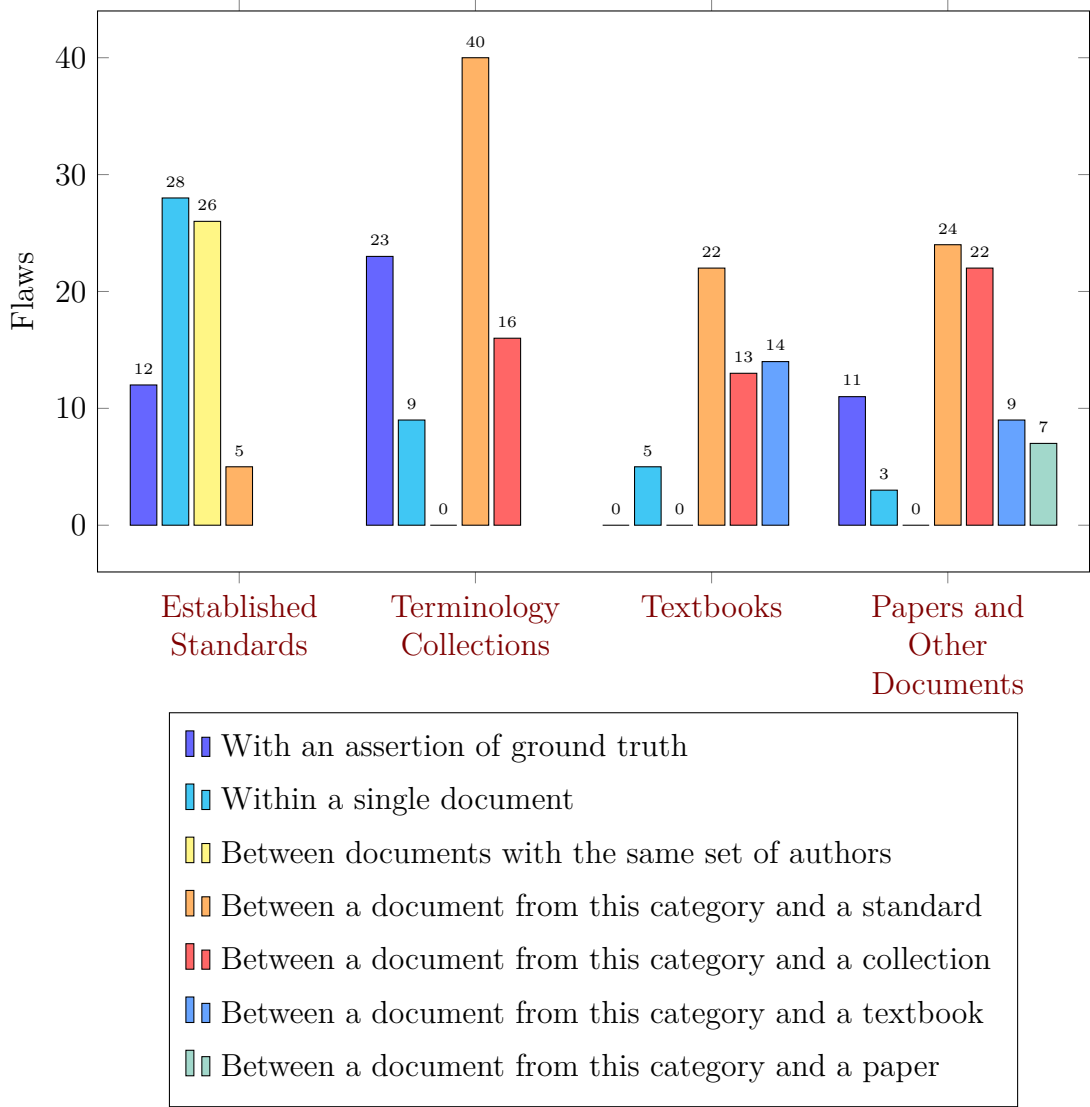 40
30
20
10
0
Flaws
12
28
26
5
23
9
0
40
16
0
5
0
22
13
14
11
3
0
24
22
9
7
Established
Standards
Terminology
Collections
Textbooks
Papers and
Other
Documents
With an assertion of ground truth
Within a single document
Between documents with the same set of authors
Between a document from this category and a standard
Between a document from this category and a collection
Between a document from this category and a textbook
Between a document from this category and a paper